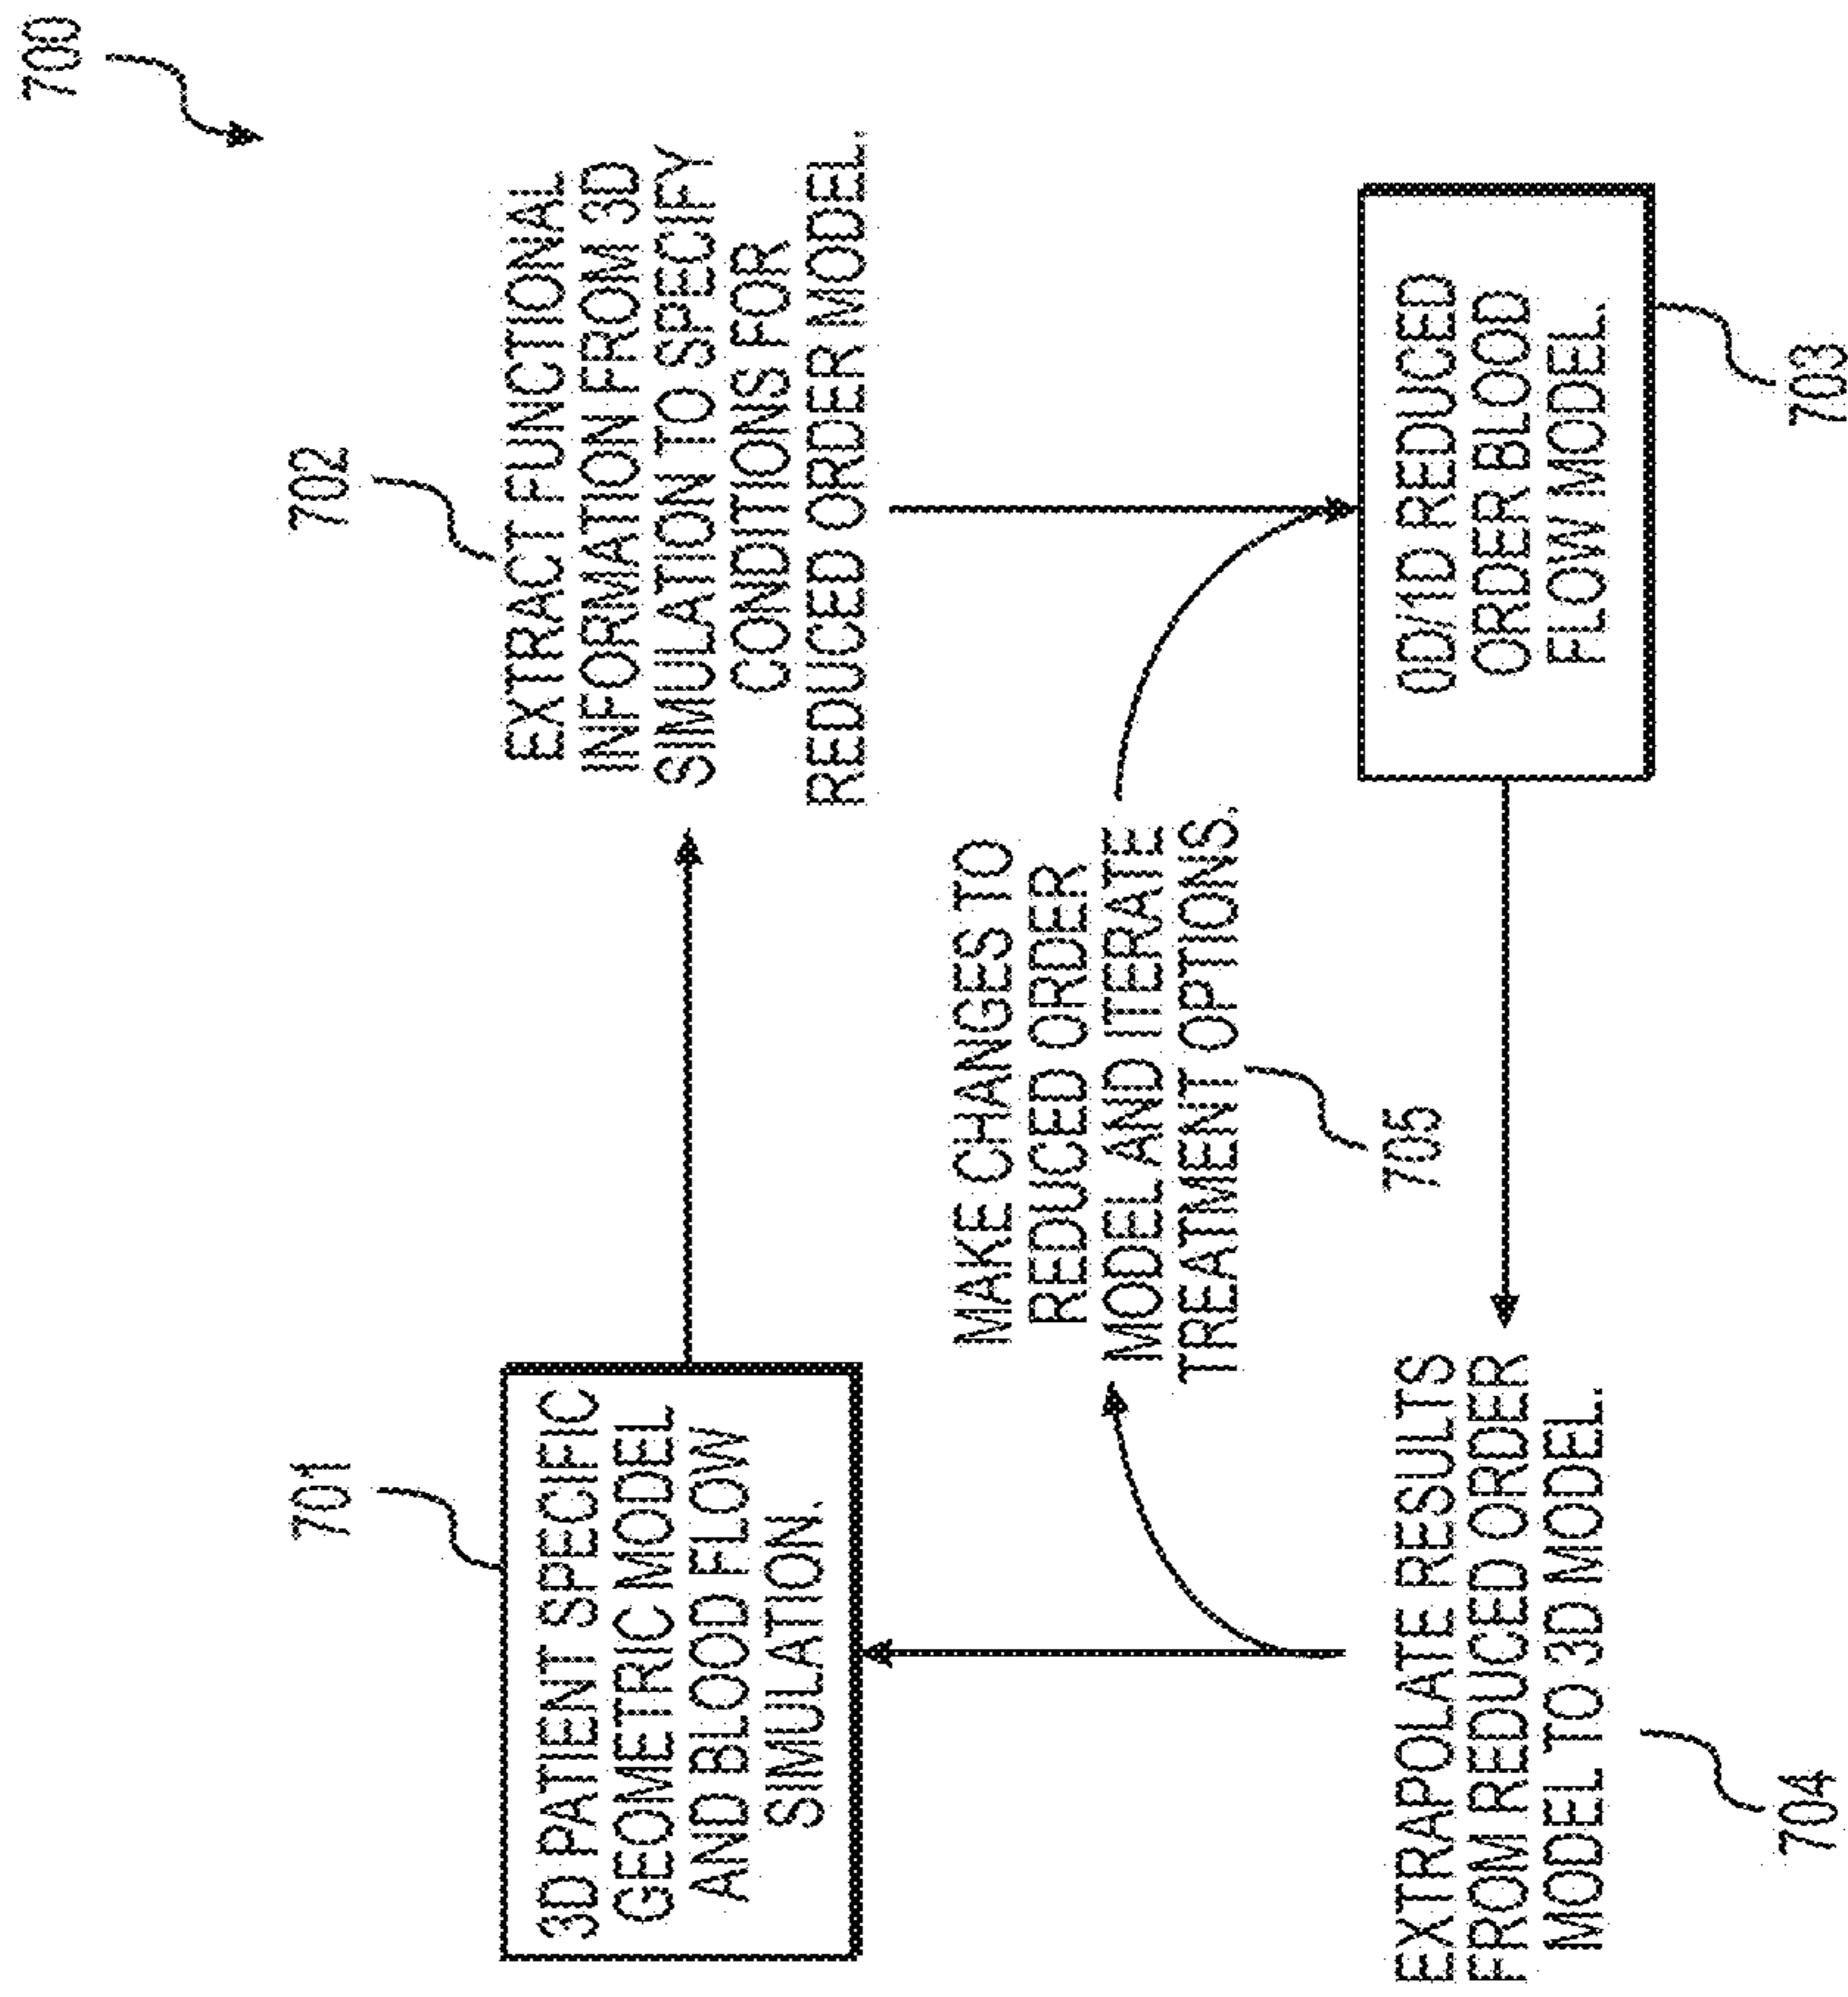 700
701
3D PATIENT SPECIFIC
GEOMETRIC MODEL
AND BLOOD FLOW
SIMULATION.
702
EXTRACT FUNCTIONAL
INFORMATION FROM 3D
SIMULATION TO SPECIFY
CONDITIONS FOR
REDUCED ORDER MODEL.
MAKE CHANGES TO
REDUCED ORDER
MODEL AND ITERATE
TREATMENT OPTIONS.
705
EXTRAPOLATE RESULTS
FROM REDUCED ORDER
MODEL TO 3D MODEL.
704
0D/1D REDUCED
ORDER BLOOD
FLOW MODEL.
703